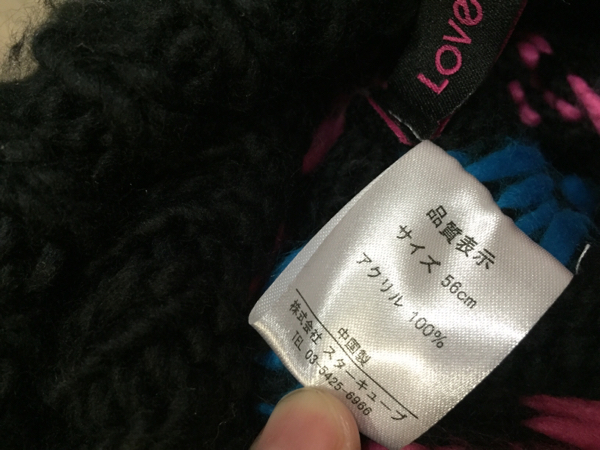 LOVE
品質表示
サイズ 56cm
アクリル 100%
中国製
株式会社 スターキューブ
TEL 03-5425-6966